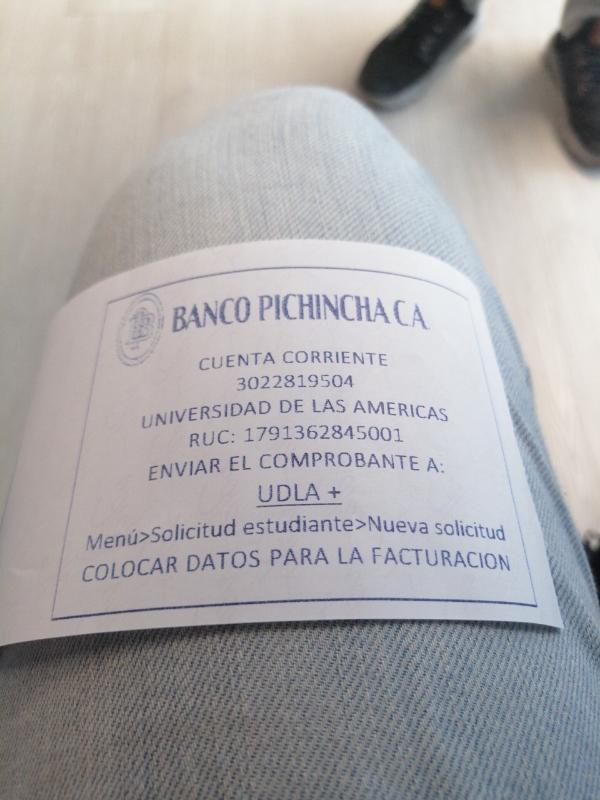 BANCO PICHINCHA CA
CUENTA CORRIENTE
3022819504
UNIVERSIDAD DE LAS AMERICAS
RUC: 1791362845001
ENVIAR EL COMPROBANTE A:
UDLA +
Menú>Solicitud estudiante>Nueva solicitud
COLOCAR DATOS PARA LA FACTURACION